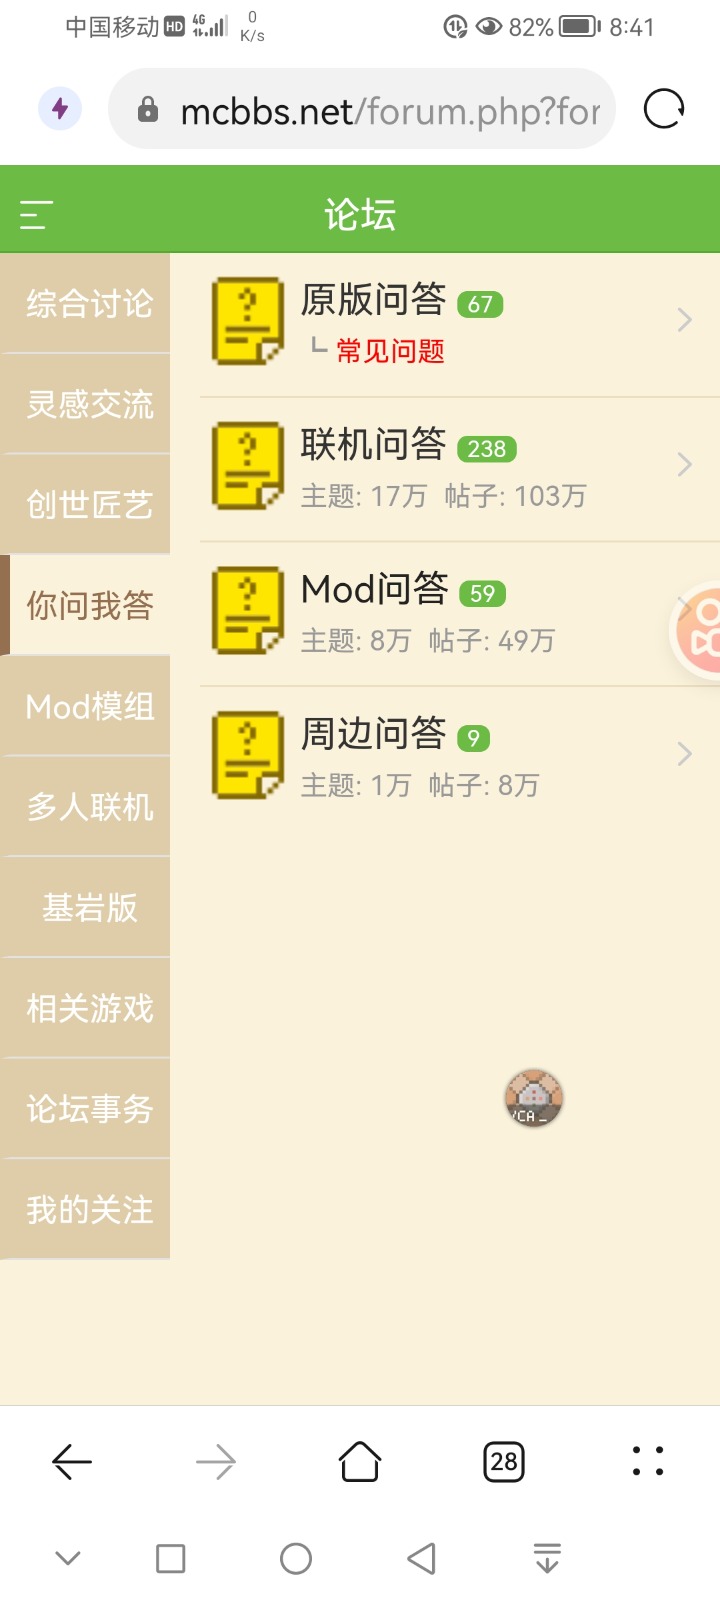 中国移动 HD 4G 0 K/s 82% 8:41
mcbbs.net/forum.php?for
论坛
综合讨论
灵感交流
创世匠艺
你问我答
Mod模组
多人联机
基岩版
相关游戏
论坛事务
我的关注
原版问答 67
常见问题
联机问答 238
主题: 17万 帖子: 103万
Mod问答 59
主题: 8万 帖子: 49万
周边问答 9
主题: 1万 帖子: 8万
VCA _
28